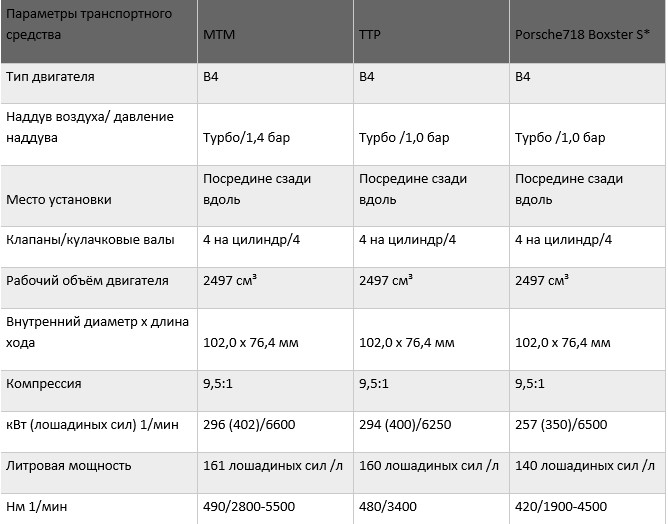 Параметры транспортного
средства МТМ ТТР Porsche718 Boxster S*
Тип двигателя В4 В4 В4
Наддув воздуха/ давление
наддува Турбо/1,4 бар Турбо /1,0 бар Турбо /1,0 бар
Посредине сзади Посредине сзади Посредине сзади
Место установки вдоль вдоль вдоль
Клапаны/кулачковые валы 4 на цилиндр/4 4 на цилиндр/4 4 на цилиндр/4
Рабочий объём двигателя 2497 см³ 2497 см³ 2497 см³
Внутренний диаметр х длина
хода 102,0 х 76,4 мм 102,0 х 76,4 мм 102,0 х 76,4 мм
Компрессия 9,5:1 9,5:1 9,5:1
кВт (лошадиных сил) 1/мин 296 (402)/6600 294 (400)/6250 257 (350)/6500
Литровая мощность 161 лошадиных сил /л 160 лошадиных сил /л 140 лошадиных сил /л
Нм 1/мин 490/2800-5500 480/3400 420/1900-4500